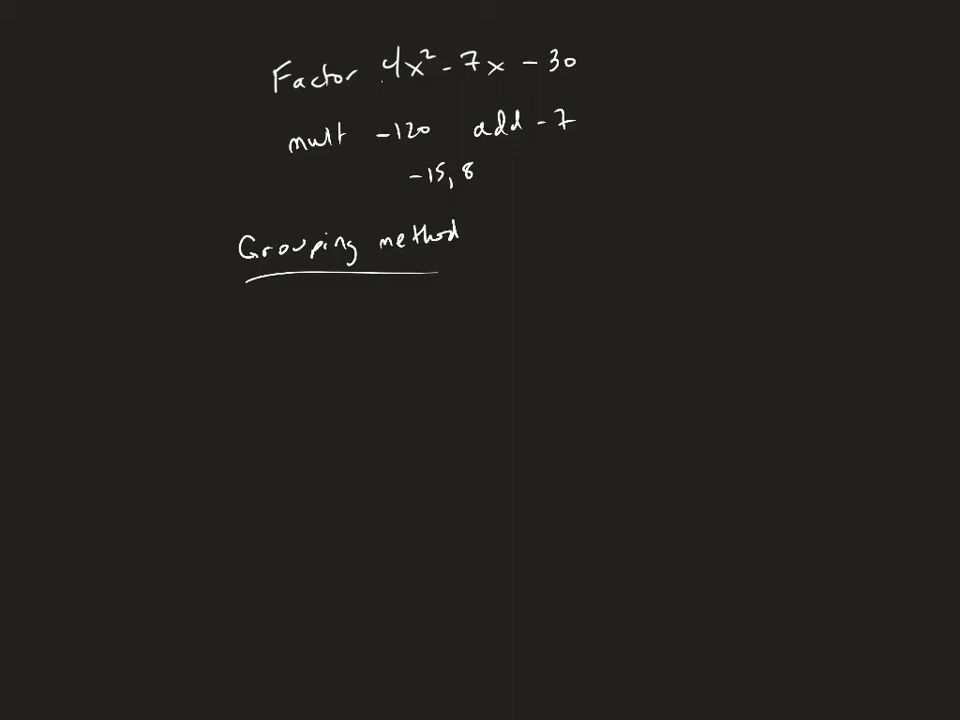 Factor 4x² - 7x - 30
mult -120 add -7
-15, 8
Grouping method